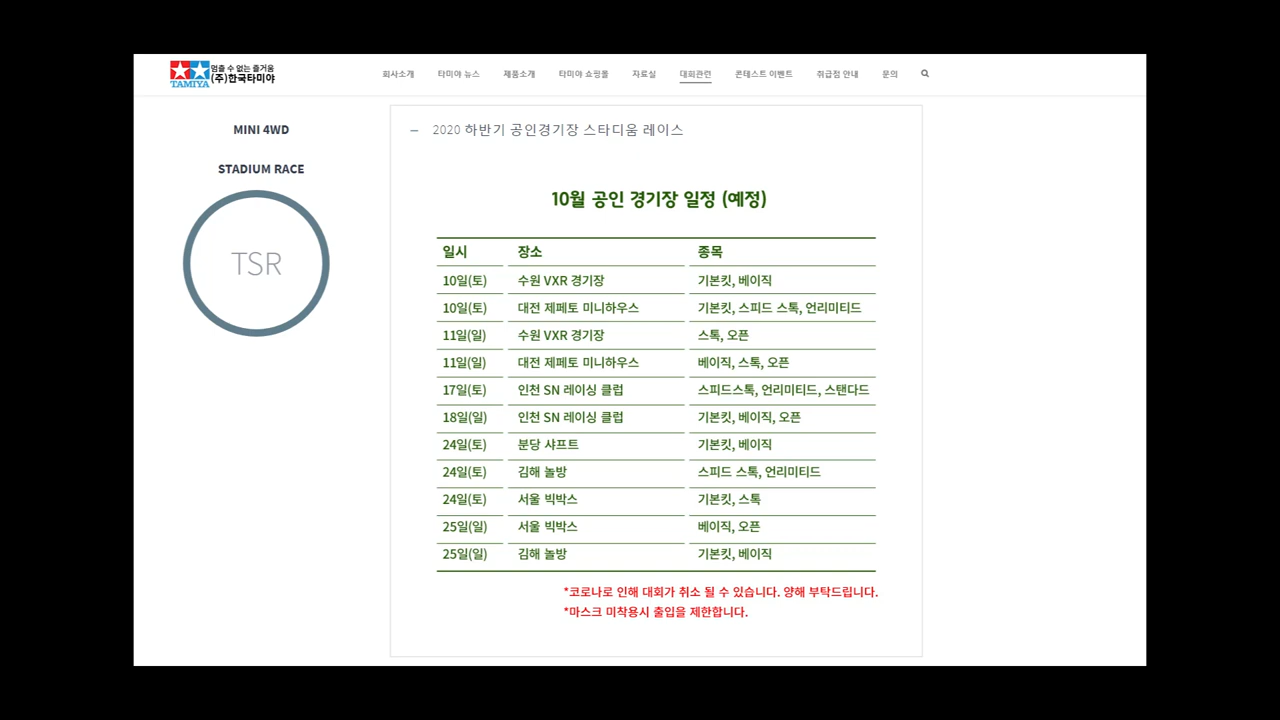 멈출 수 없는 즐거움
(주)한국타미야
TAMIYA
회사소개 타미야 뉴스 제품소개 타미야 쇼핑몰 자료실 대회관련 콘테스트 이벤트 취급점 안내 문의
MINI 4WD
STADIUM RACE
TSR
− 2020 하반기 공인경기장 스타디움 레이스
10월 공인 경기장 일정 (예정)
일시 장소 종목
10일(토) 수원 VXR 경기장 기본킷, 베이직
10일(토) 대전 제페토 미니하우스 기본킷, 스피드 스톡, 언리미티드
11일(일) 수원 VXR 경기장 스톡, 오픈
11일(일) 대전 제페토 미니하우스 베이직, 스톡, 오픈
17일(토) 인천 SN 레이싱 클럽 스피드스톡, 언리미티드, 스탠다드
18일(일) 인천 SN 레이싱 클럽 기본킷, 베이직, 오픈
24일(토) 분당 샤프트 기본킷, 베이직
24일(토) 김해 놀방 스피드 스톡, 언리미티드
24일(토) 서울 빅박스 기본킷, 스톡
25일(일) 서울 빅박스 베이직, 오픈
25일(일) 김해 놀방 기본킷, 베이직
*코로나로 인해 대회가 취소 될 수 있습니다. 양해 부탁드립니다.
*마스크 미착용시 출입을 제한합니다.